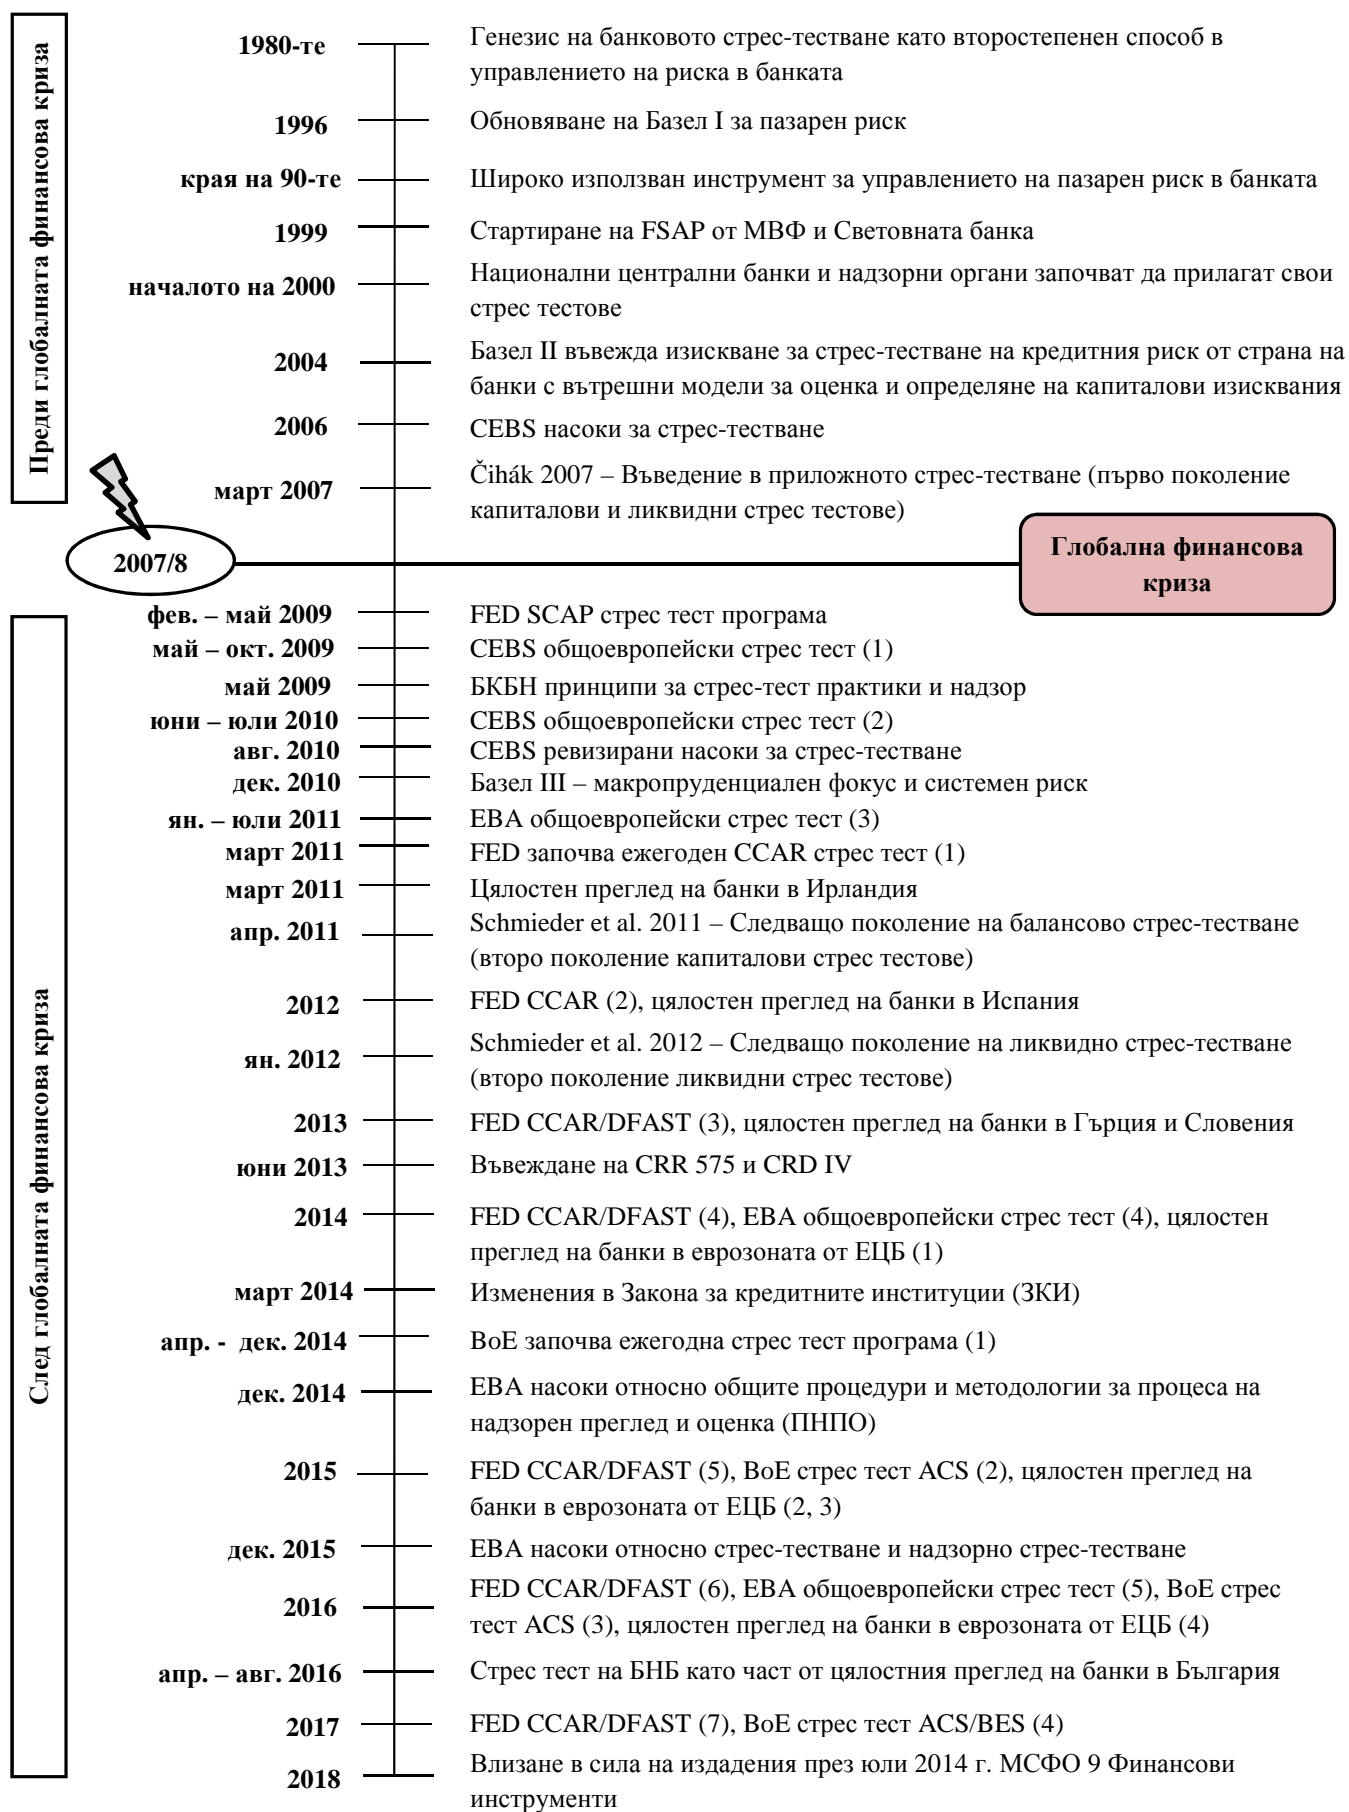 Преди глобалната финансова криза
1980-те
Генезис на банковото стрес-тестване като второстепенен способ в
управлението на риска в банката
1996
Обновяване на Базел I за пазарен риск
края на 90-те
Широко използван инструмент за управлението на пазарен риск в банката
1999
Стартиране на FSAP от МВФ и Световната банка
началото на 2000
Национални централни банки и надзорни органи започват да прилагат свои
стрес тестове
2004
Базел II въвежда изискване за стрес-тестване на кредитния риск от страна на
банки с вътрешни модели за оценка и определяне на капиталови изисквания
2006
CEBS насоки за стрес-тестване
март 2007
Čihák 2007 – Въведение в приложното стрес-тестване (първо поколение
капиталови и ликвидни стрес тестове)
2007/8
Глобална финансова
криза
След глобалната финансова криза
фев. – май 2009
FED SCAP стрес тест програма
май – окт. 2009
CEBS общоевропейски стрес тест (1)
май 2009
БКБН принципи за стрес-тест практики и надзор
юни – юли 2010
CEBS общоевропейски стрес тест (2)
авг. 2010
CEBS ревизирани насоки за стрес-тестване
дек. 2010
Базел III – макропруденциален фокус и системен риск
ян. – юли 2011
EBA общоевропейски стрес тест (3)
март 2011
FED започва ежегоден CCAR стрес тест (1)
март 2011
Цялостен преглед на банки в Ирландия
апр. 2011
Schmieder et al. 2011 – Следващо поколение на балансово стрес-тестване
(второ поколение капиталови стрес тестове)
2012
FED CCAR (2), цялостен преглед на банки в Испания
ян. 2012
Schmieder et al. 2012 – Следващо поколение на ликвидно стрес-тестване
(второ поколение ликвидни стрес тестове)
2013
FED CCAR/DFAST (3), цялостен преглед на банки в Гърция и Словения
юни 2013
Въвеждане на CRR 575 и CRD IV
2014
FED CCAR/DFAST (4), EBA общоевропейски стрес тест (4), цялостен
преглед на банки в еврозоната от ЕЦБ (1)
март 2014
Изменения в Закона за кредитните институции (ЗКИ)
апр. - дек. 2014
BoE започва ежегодна стрес тест програма (1)
дек. 2014
EBA насоки относно общите процедури и методологии за процеса на
надзорен преглед и оценка (ПНПО)
2015
FED CCAR/DFAST (5), BoE стрес тест ACS (2), цялостен преглед на
банки в еврозоната от ЕЦБ (2, 3)
дек. 2015
EBA насоки относно стрес-тестване и надзорно стрес-тестване
2016
FED CCAR/DFAST (6), EBA общоевропейски стрес тест (5), BoE стрес
тест ACS (3), цялостен преглед на банки в еврозоната от ЕЦБ (4)
апр. – авг. 2016
Стрес тест на БНБ като част от цялостния преглед на банки в България
2017
FED CCAR/DFAST (7), BoE стрес тест ACS/BES (4)
2018
Влизане в сила на издадения през юли 2014 г. МСФО 9 Финансови
инструменти